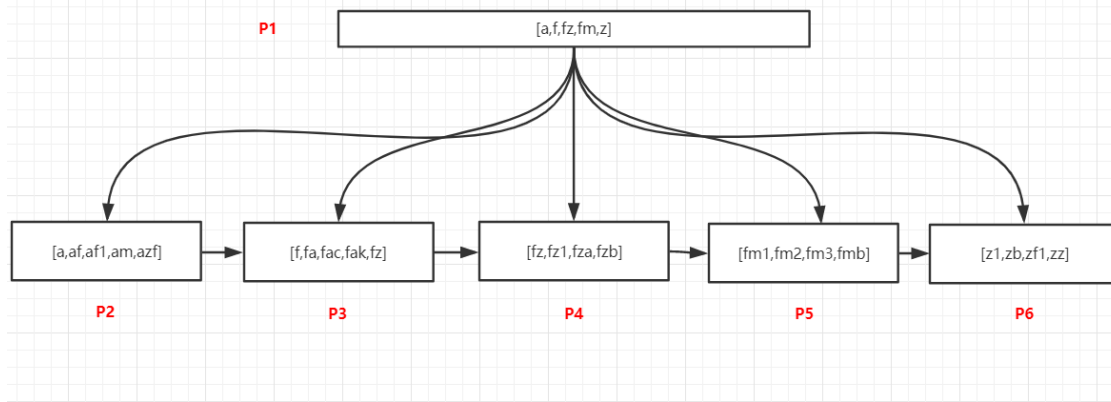 P1
[a,f,fz,fm,z]
[a,af,af1,am,azf]
[f,fa,fac,fak,fz]
[fz,fz1,fza,fzb]
[fm1,fm2,fm3,fmb]
[z1,zb,zf1,zz]
P2
P3
P4
P5
P6